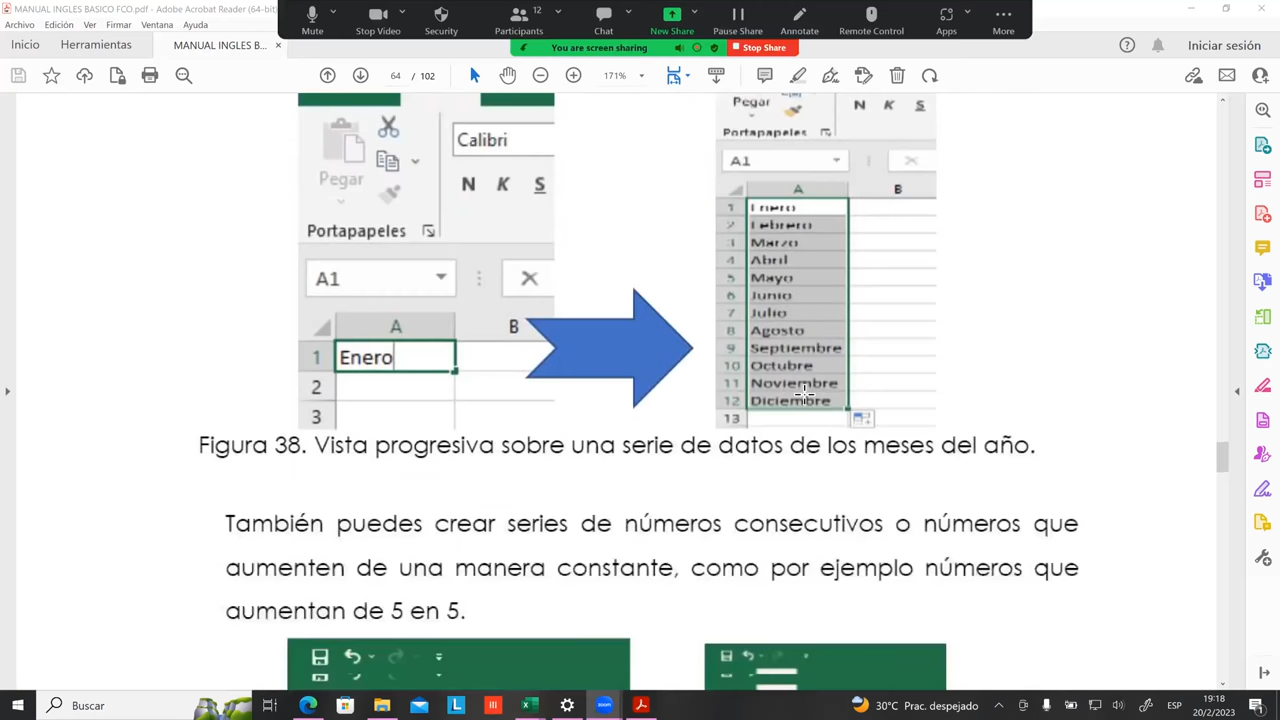 MANUAL INGLES BASICO FCO.pdf - Adobe Acrobat Reader (64-bit)
Archivo Edición Ver Firmar Ventana Ayuda
Mute Stop Video Security Participants 12 Chat New Share Pause Share Annotate Remote Control Apps More
You are screen sharing Stop Share
Inicio Herramientas MANUAL INGLES B... × Iniciar sesión
64 / 102 171%
Pegar
Portapapeles
Calibri
N K S
A1
A B
1 Enero
2
3
Pegar N K S
Portapapeles
A1
A B
1 Enero
2 Febrero
3 Marzo
4 Abril
5 Mayo
6 Junio
7 Julio
8 Agosto
9 Septiembre
10 Octubre
11 Noviembre
12 Diciembre
13
Figura 38. Vista progresiva sobre una serie de datos de los meses del año.
También puedes crear series de números consecutivos o números que
aumenten de una manera constante, como por ejemplo números que
aumentan de 5 en 5.
Buscar
30°C Prac. despejado ESP 19:18
20/2/2023